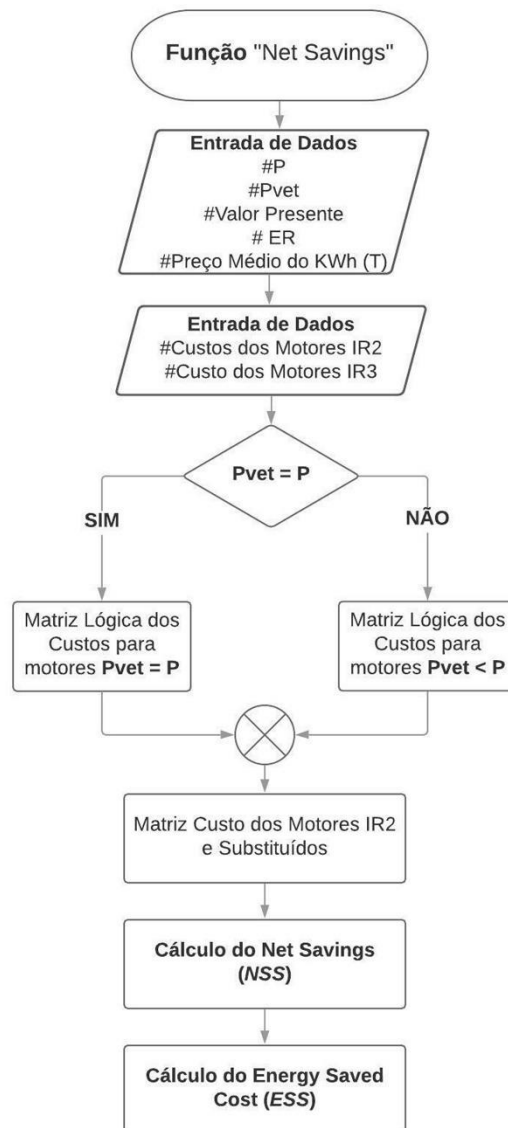 Função "Net Savings"
Entrada de Dados
#P
#Pvet
#Valor Presente
# ER
#Preço Médio do KWh (T)
Entrada de Dados
#Custos dos Motores IR2
#Custo dos Motores IR3
Pvet = P
SIM
NÃO
Matriz Lógica dos
Custos para
motores Pvet = P
Matriz Lógica dos
Custos para
motores Pvet < P
Matriz Custo dos Motores IR2
e Substituídos
Cálculo do Net Savings
(NSS)
Cálculo do Energy Saved
Cost (ESS)